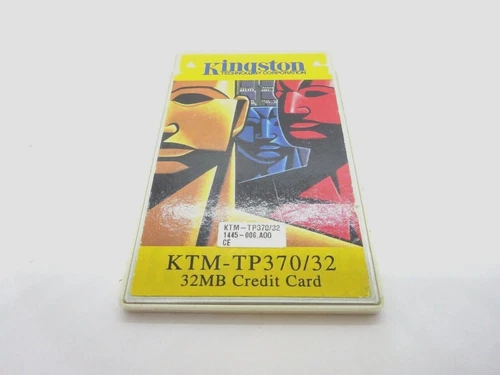 Kingston
TECHNOLOGY CORPORATION
KTM-TP370/32
1445-006.A00
CE
KTM-TP370/32
32MB Credit Card